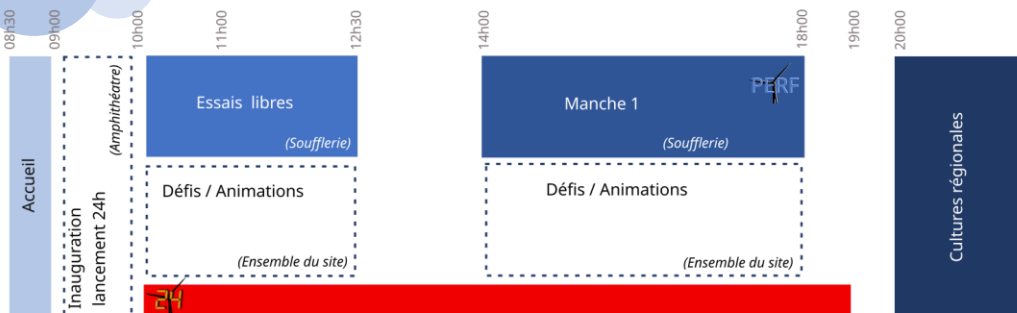 08h30
09h00
10h00
11h00
12h30
14h00
18h00
19h00
20h00
Accueil
Inauguration
lancement 24h
(Amphithéatre)
Essais libres
(Soufflerie)
Défis / Animations
(Ensemble du site)
Manche 1
PERF
(Soufflerie)
Défis / Animations
(Ensemble du site)
24
Cultures régionales